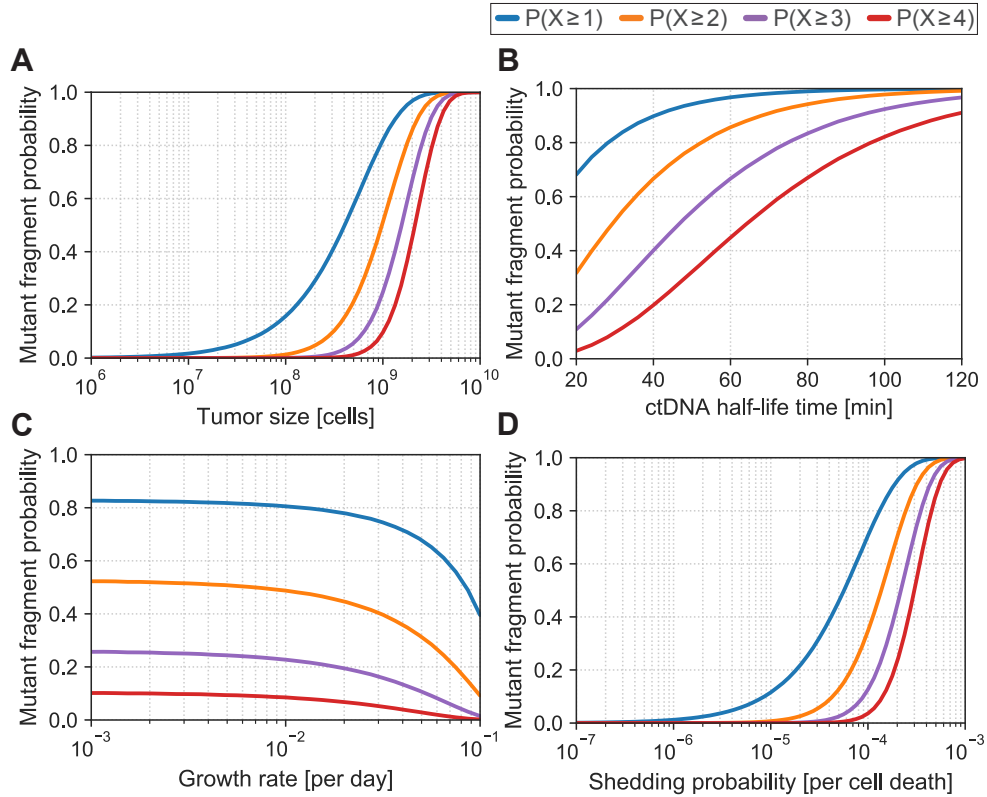 P(X ≥ 1) P(X ≥ 2) P(X ≥ 3) P(X ≥ 4)
A
Mutant fragment probability
1.0
0.8
0.6
0.4
0.2
0.0
10^6 10^7 10^8 10^9 10^10
Tumor size [cells]
B
Mutant fragment probability
1.0
0.8
0.6
0.4
0.2
0.0
20 40 60 80 100 120
ctDNA half-life time [min]
C
Mutant fragment probability
1.0
0.8
0.6
0.4
0.2
0.0
10^−3 10^−2 10^−1
Growth rate [per day]
D
Mutant fragment probability
1.0
0.8
0.6
0.4
0.2
0.0
10^−7 10^−6 10^−5 10^−4 10^−3
Shedding probability [per cell death]